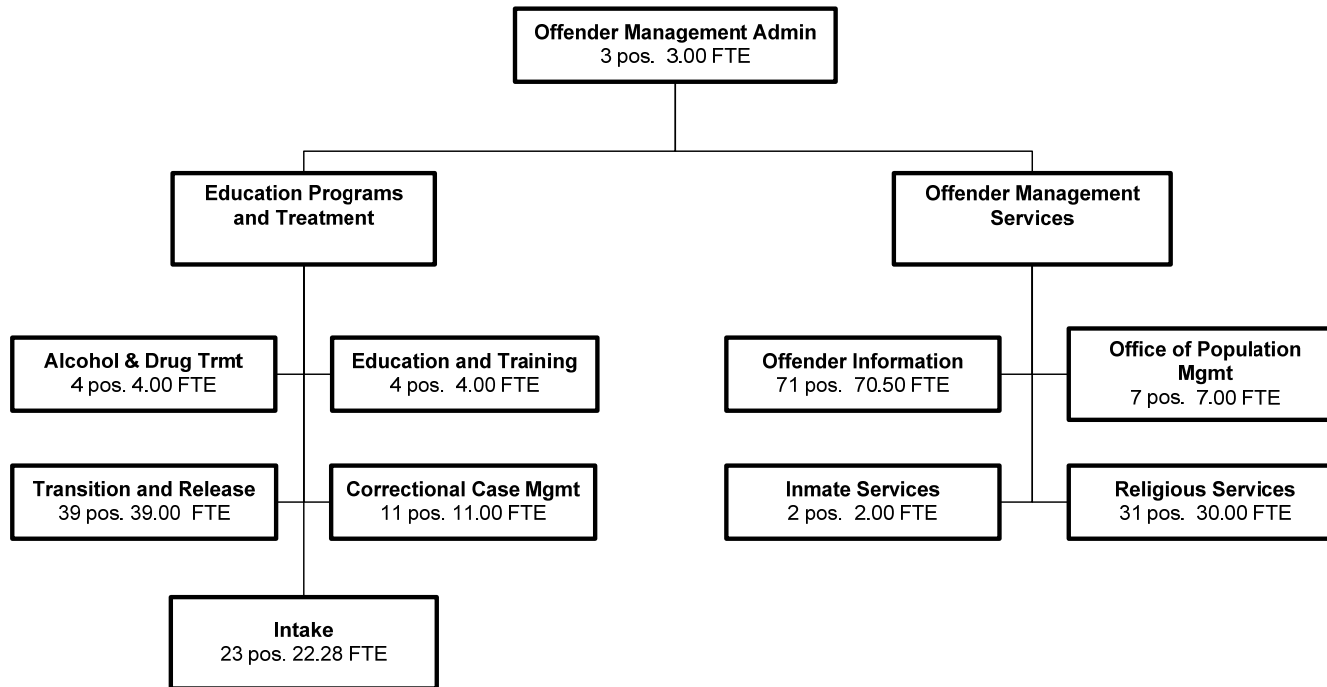 Offender Management Admin
3 pos.  3.00 FTE
Education Programs
and Treatment
Offender Management
Services
Alcohol & Drug Trmt
4 pos. 4.00 FTE
Education and Training
4 pos.  4.00 FTE
Offender Information
71 pos.  70.50 FTE
Office of Population
Mgmt
7 pos.  7.00 FTE
Transition and Release
39 pos. 39.00  FTE
Correctional Case Mgmt
11 pos. 11.00 FTE
Inmate Services
2 pos.  2.00 FTE
Religious Services
31 pos.  30.00 FTE
Intake
23 pos. 22.28 FTE